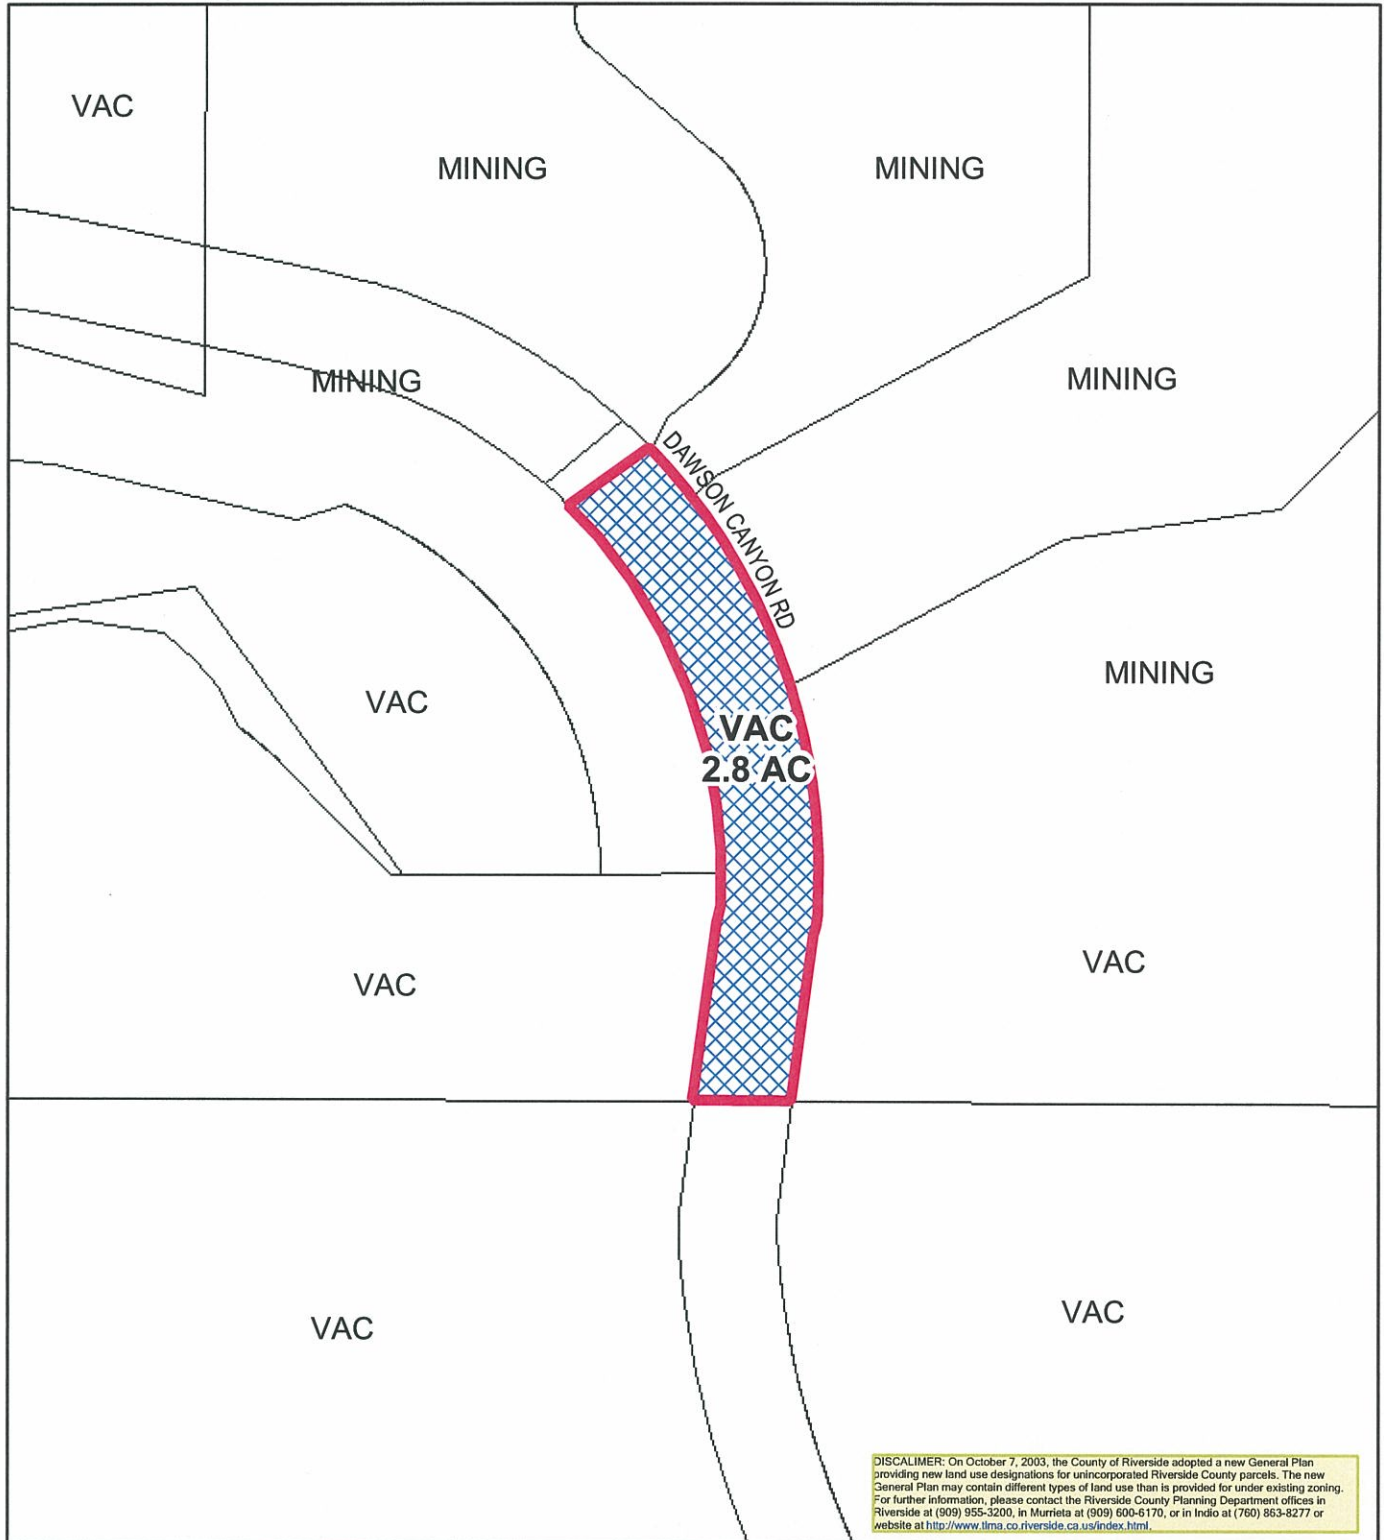 VAC
MINING
MINING
MINING
MINING
DAWSON CANYON RD
MINING
VAC
VAC
2.8 AC
VAC
VAC
VAC
VAC
DISCALIMER: On October 7, 2003, the County of Riverside adopted a new General Plan
providing new land use designations for unincorporated Riverside County parcels. The new
General Plan may contain different types of land use than is provided for under existing zoning.
For further information, please contact the Riverside County Planning Department offices in
Riverside at (909) 955-3200, in Murrieta at (909) 600-6170, or in Indio at (760) 863-8277 or
website at http://www.tlma.co.riverside.ca.us/index.html.